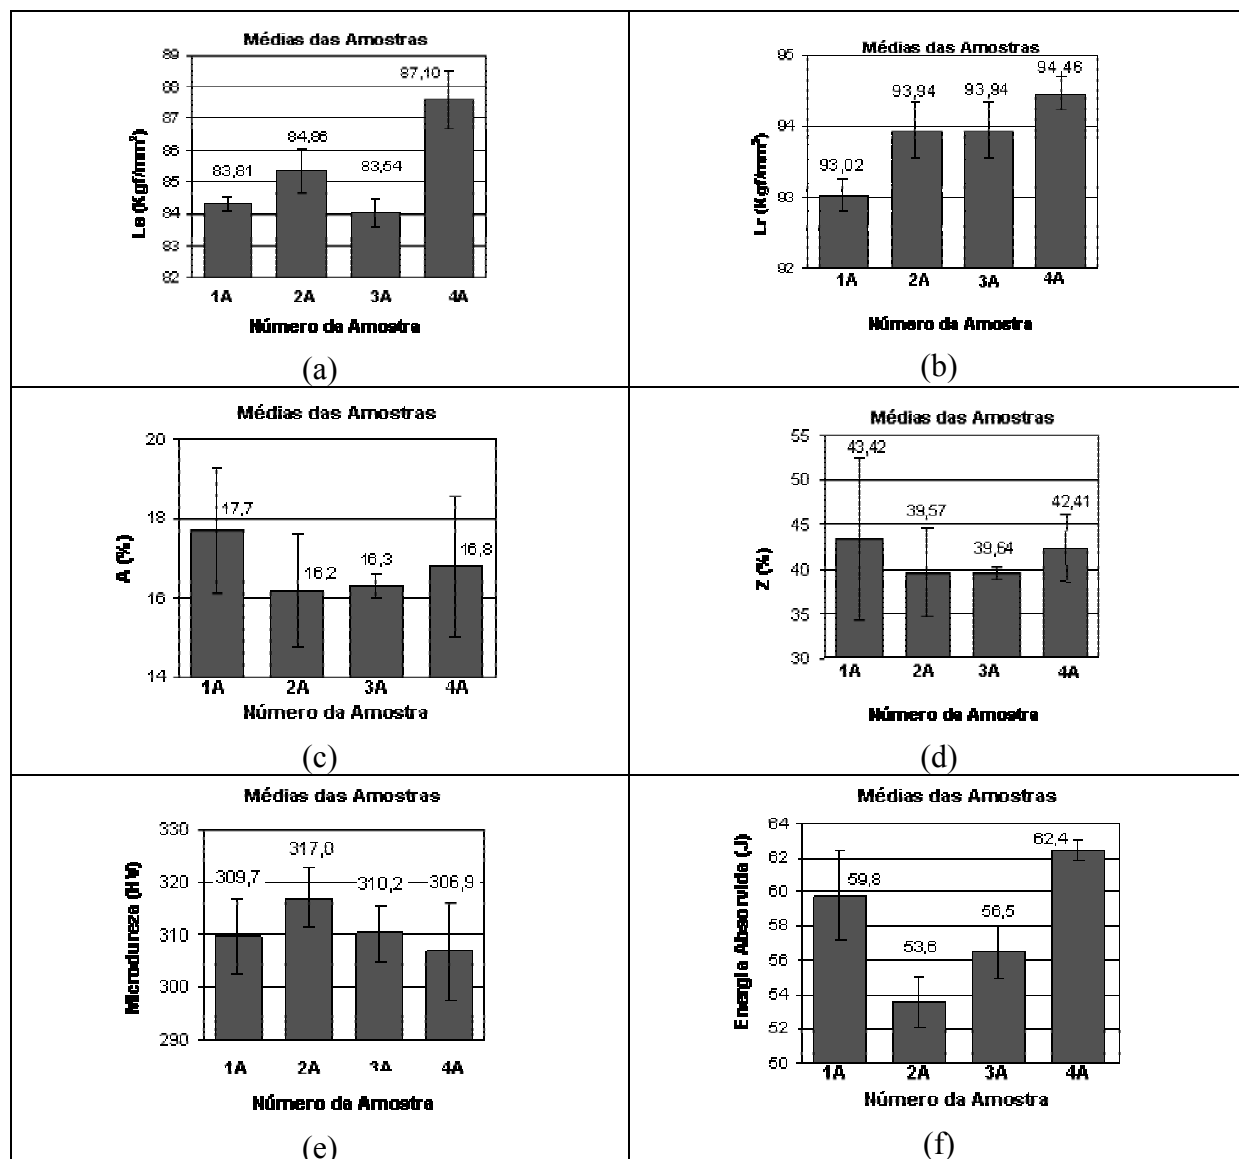 Médias das Amostras
Le (Kgf/mm²)
89
88
87
86
85
84
83
82
83,81
84,86
83,54
87,10
1A 2A 3A 4A
Número da Amostra
(a)
Médias das Amostras
Lr (Kgf/mm²)
95
94
93
92
93,02
93,94
93,94
94,46
1A 2A 3A 4A
Número da Amostra
(b)
Médias das Amostras
A (%)
20
18
16
14
17,7
16,2
16,3
16,8
1A 2A 3A 4A
Número da Amostra
(c)
Médias das Amostras
Z (%)
55
50
45
40
35
30
43,42
39,57
39,64
42,41
1A 2A 3A 4A
Número da Amostra
(d)
Médias das Amostras
Microdureza (HV)
330
320
310
300
290
309,7
317,0
310,2
306,9
1A 2A 3A 4A
Número da Amostra
(e)
Médias das Amostras
Energia Absorvida (J)
64
62
60
58
56
54
52
50
59,8
53,6
56,5
62,4
1A 2A 3A 4A
Número da Amostra
(f)